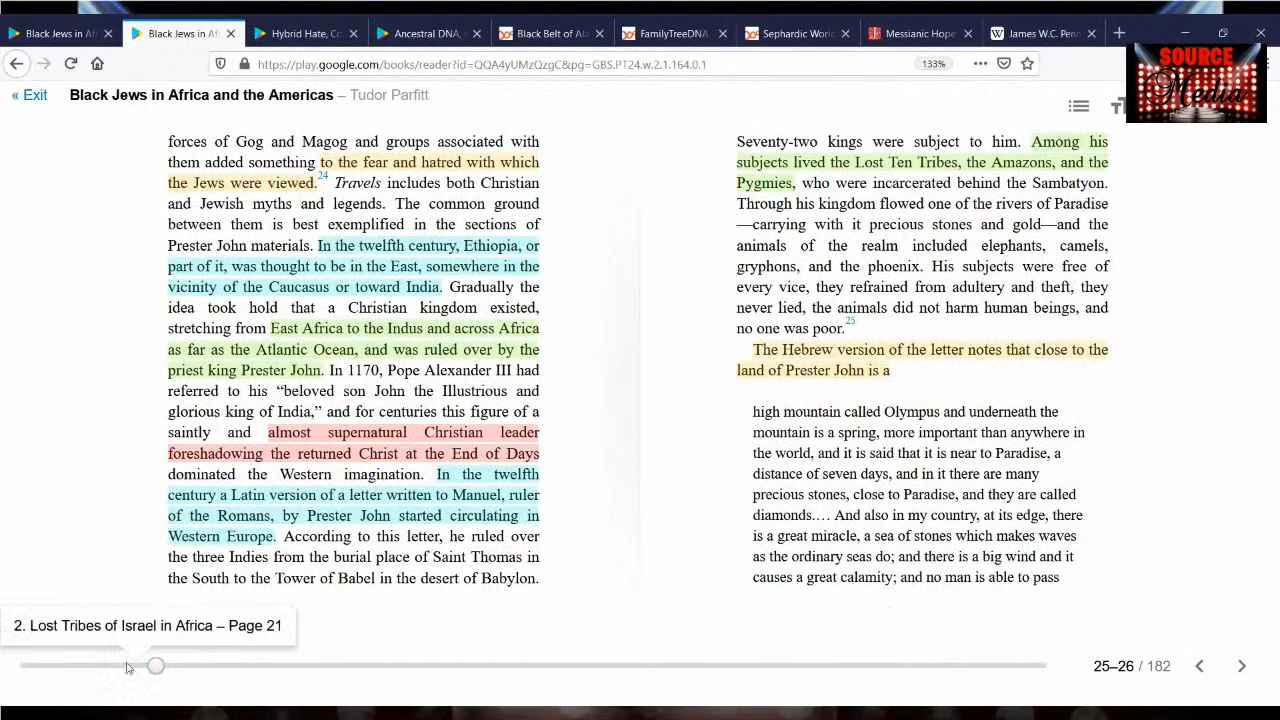 Black Jews in Af
Black Jews in Af
Hybrid Hate, Co
Ancestral DNA,
Black Belt of Ala
FamilyTreeDNA
Sephardic Worl
Messianic Hope
James W.C. Penn
https://play.google.com/books/reader?id=QOA4VJMzQzgC&pg=GBS.PT24.w.2.1.164.0.1
133%
SOURCE
Media
« Exit
Black Jews in Africa and the Americas – Tudor Parfitt
forces of Gog and Magog and groups associated with
them added something to the fear and hatred with which
the Jews were viewed.24 Travels includes both Christian
and Jewish myths and legends. The common ground
between them is best exemplified in the sections of
Prester John materials. In the twelfth century, Ethiopia, or
part of it, was thought to be in the East, somewhere in the
vicinity of the Caucasus or toward India. Gradually the
idea took hold that a Christian kingdom existed,
stretching from East Africa to the Indus and across Africa
as far as the Atlantic Ocean, and was ruled over by the
priest king Prester John. In 1170, Pope Alexander III had
referred to his “beloved son John the Illustrious and
glorious king of India,” and for centuries this figure of a
saintly and almost supernatural Christian leader
foreshadowing the returned Christ at the End of Days
dominated the Western imagination. In the twelfth
century a Latin version of a letter written to Manuel, ruler
of the Romans, by Prester John started circulating in
Western Europe. According to this letter, he ruled over
the three Indies from the burial place of Saint Thomas in
the South to the Tower of Babel in the desert of Babylon.
Seventy-two kings were subject to him. Among his
subjects lived the Lost Ten Tribes, the Amazons, and the
Pygmies, who were incarcerated behind the Sambatyon.
Through his kingdom flowed one of the rivers of Paradise
—carrying with it precious stones and gold—and the
animals of the realm included elephants, camels,
gryphons, and the phoenix. His subjects were free of
every vice, they refrained from adultery and theft, they
never lied, the animals did not harm human beings, and
no one was poor.25
The Hebrew version of the letter notes that close to the
land of Prester John is a
high mountain called Olympus and underneath the
mountain is a spring, more important than anywhere in
the world, and it is said that it is near to Paradise, a
distance of seven days, and in it there are many
precious stones, close to Paradise, and they are called
diamonds.… And also in my country, at its edge, there
is a great miracle, a sea of stones which makes waves
as the ordinary seas do; and there is a big wind and it
causes a great calamity; and no man is able to pass
2. Lost Tribes of Israel in Africa – Page 21
25–26 / 182